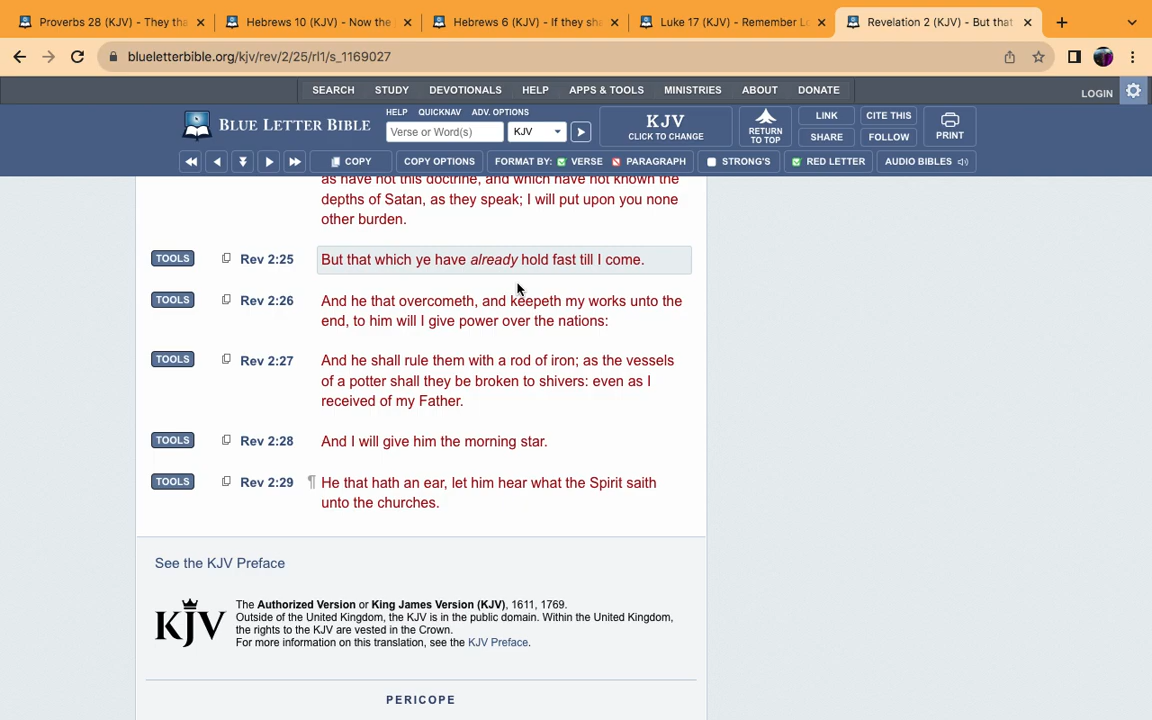 Proverbs 28 (KJV) - They tha
Hebrews 10 (KJV) - Now the
Hebrews 6 (KJV) - If they sha
Luke 17 (KJV) - Remember Lo
Revelation 2 (KJV) - But that
blueletterbible.org/kjv/rev/2/25/rl1/s_1169027
SEARCH STUDY DEVOTIONALS HELP APPS & TOOLS MINISTRIES ABOUT DONATE
LOGIN
BLUE LETTER BIBLE
HELP QUICKNAV ADV. OPTIONS
Verse or Word(s)
KJV
KJV
CLICK TO CHANGE
RETURN
TO TOP
LINK
CITE THIS
SHARE
FOLLOW
PRINT
COPY
COPY OPTIONS
FORMAT BY: VERSE PARAGRAPH
STRONG'S
RED LETTER
AUDIO BIBLES
as have not this doctrine, and which have not known the
depths of Satan, as they speak; I will put upon you none
other burden.
TOOLS Rev 2:25 But that which ye have already hold fast till I come.
TOOLS Rev 2:26 And he that overcometh, and keepeth my works unto the
end, to him will I give power over the nations:
TOOLS Rev 2:27 And he shall rule them with a rod of iron; as the vessels
of a potter shall they be broken to shivers: even as I
received of my Father.
TOOLS Rev 2:28 And I will give him the morning star.
TOOLS Rev 2:29 ¶ He that hath an ear, let him hear what the Spirit saith
unto the churches.
See the KJV Preface
KJV
The Authorized Version or King James Version (KJV), 1611, 1769.
Outside of the United Kingdom, the KJV is in the public domain. Within the United Kingdom,
the rights to the KJV are vested in the Crown.
For more information on this translation, see the KJV Preface.
PERICOPE